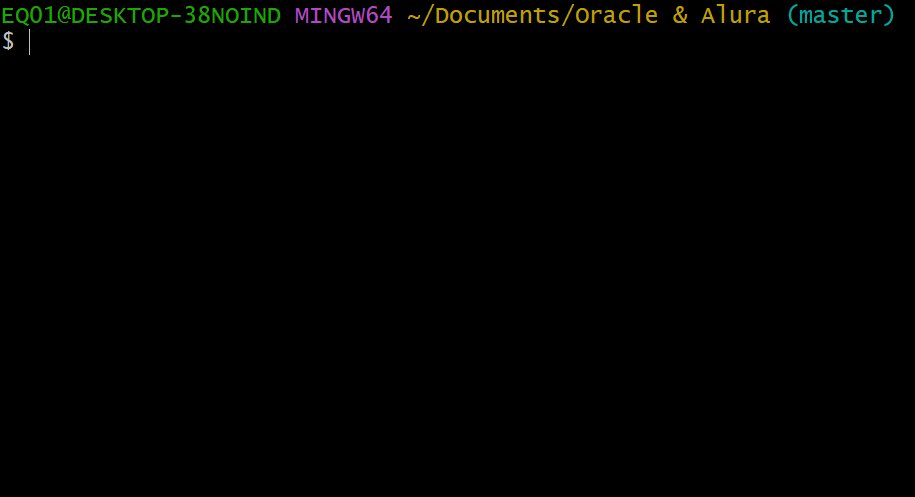 EQ01@DESKTOP-38NOIND MINGW64 ~/Documents/Oracle & Alura (master)
$